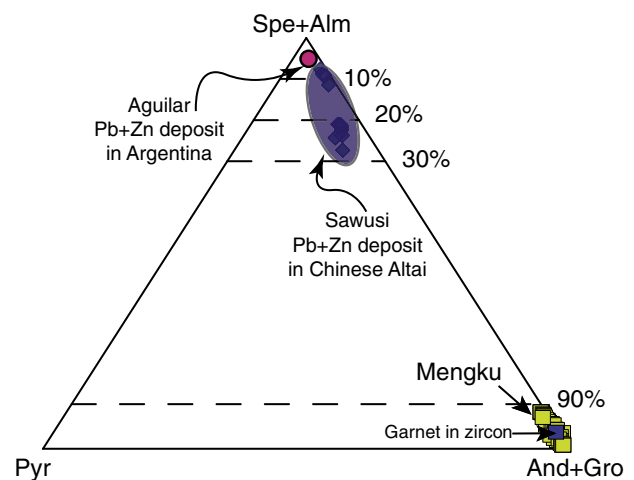 Spe+Alm
10%
Aguilar
Pb+Zn deposit
in Argentina
20%
30%
Sawusi
Pb+Zn deposit
in Chinese Altai
Mengku
90%
Garnet in zircon
Pyr
And+Gro